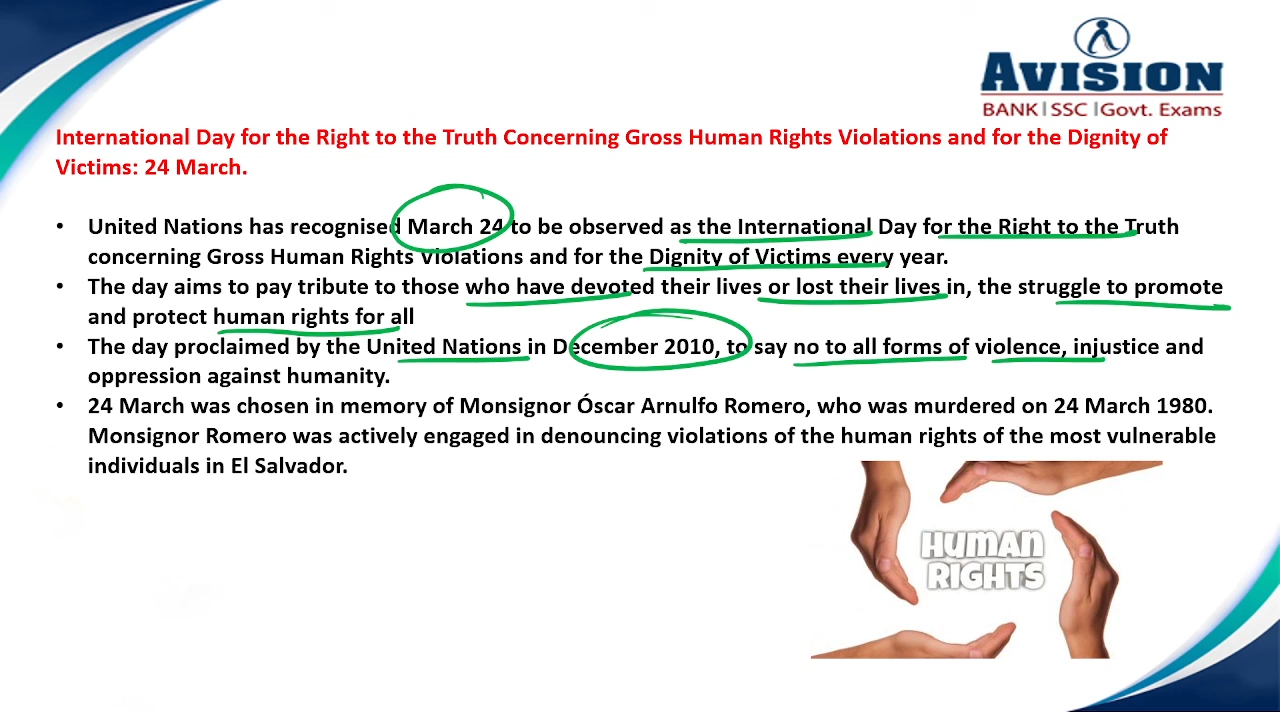 AVISION
BANK | SSC | Govt. Exams
International Day for the Right to the Truth Concerning Gross Human Rights Violations and for the Dignity of
Victims: 24 March.
• United Nations has recognised March 24 to be observed as the International Day for the Right to the Truth
concerning Gross Human Rights Violations and for the Dignity of Victims every year.
• The day aims to pay tribute to those who have devoted their lives or lost their lives in, the struggle to promote
and protect human rights for all
• The day proclaimed by the United Nations in December 2010, to say no to all forms of violence, injustice and
oppression against humanity.
• 24 March was chosen in memory of Monsignor Óscar Arnulfo Romero, who was murdered on 24 March 1980.
Monsignor Romero was actively engaged in denouncing violations of the human rights of the most vulnerable
individuals in El Salvador.
HUMAN
RIGHTS